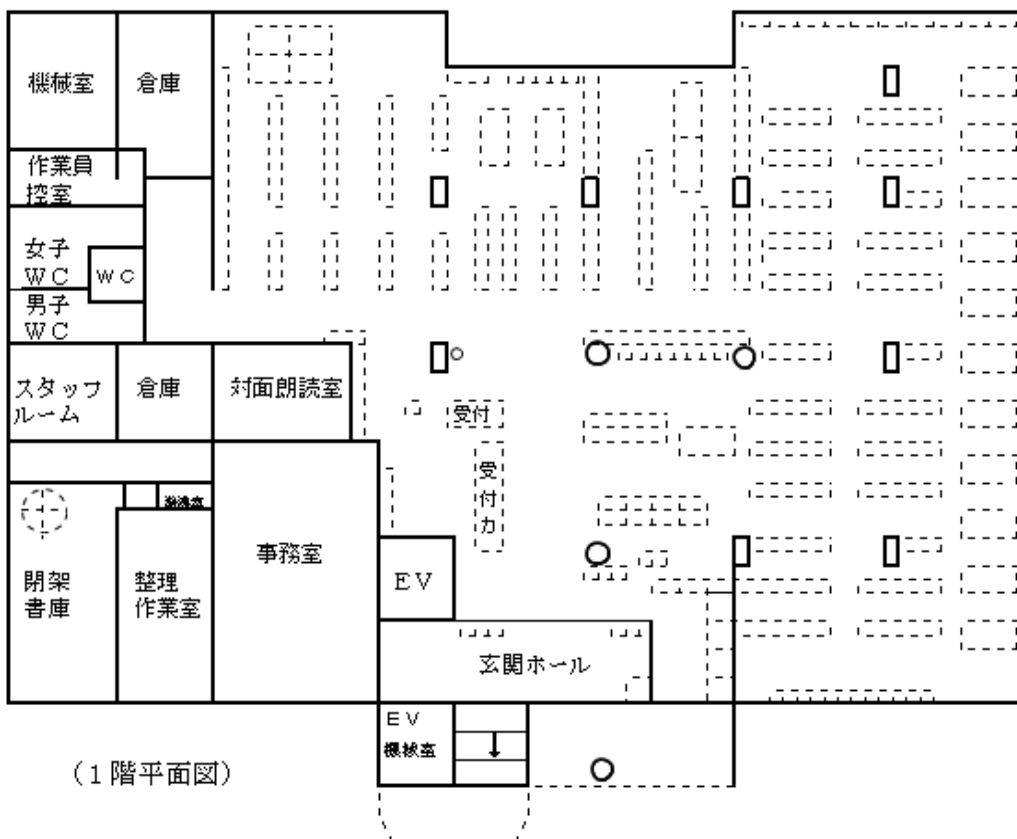 機械室
倉庫
作業員
控室
女子
ＷＣ
ＷＣ
男子
ＷＣ
スタッフ
ルーム
倉庫
対面朗読室
受付
受付カ
閉架
書庫
整理
作業室
事務室
ＥＶ
玄関ホール
ＥＶ
機械室
（１階平面図）